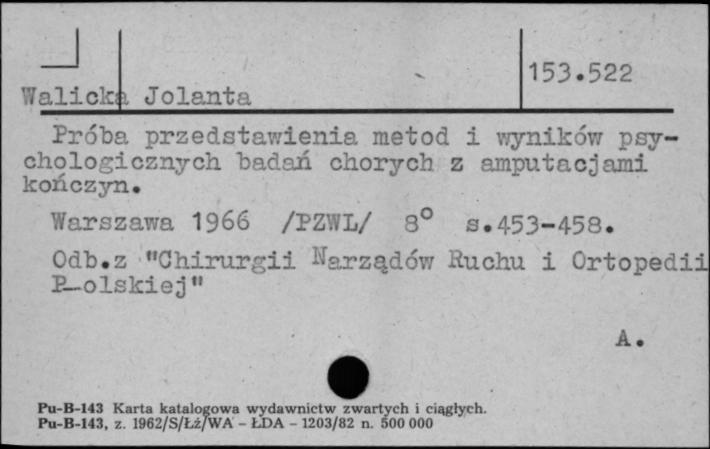 153.522
Walicka Jolanta
Próba przedstawienia metod i wyników psy-
chologicznych badań chorych z amputacjami
kończyn.
Warszawa 1966 /PZWL/ 8° s.453-458.
Odb.z "Chirurgii Narządów Ruchu i Ortopedii
P-olskiej"
A.
Pu-B-143 Karta katalogowa wydawnictw zwartych i ciągłych.
Pu-B-143, z. 1962/S/Łż/WA - ŁDA - 1203/82 n. 500 000